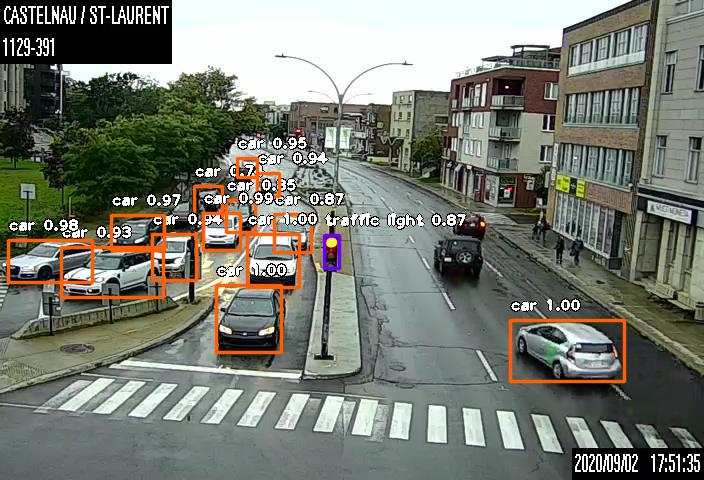 CASTELNAU / ST-LAURENT
1129-391
car 0.95
car 0.94
car 0.7
car 0.85
car 0.97
car 0.99
car 0.87
car 0.94
car 1.00
traffic light 0.87
car 0.98
car 0.93
car 1.00
car 1.00
2020/09/02 17:51:35